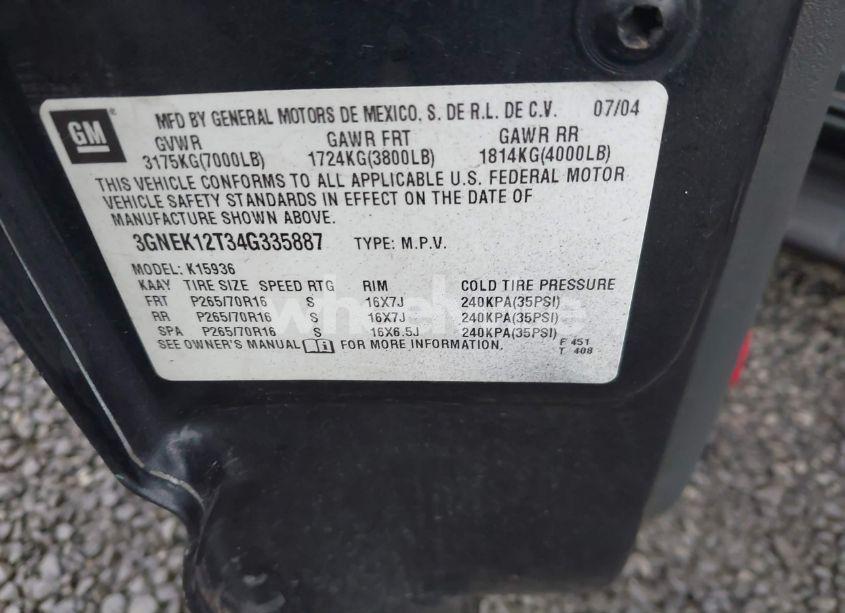 GM
MFD BY GENERAL MOTORS DE MEXICO, S. DE R.L. DE C.V. 07/04
GVWR GAWR FRT GAWR RR
3175KG(7000LB) 1724KG(3800LB) 1814KG(4000LB)
THIS VEHICLE CONFORMS TO ALL APPLICABLE U.S. FEDERAL MOTOR
VEHICLE SAFETY STANDARDS IN EFFECT ON THE DATE OF
MANUFACTURE SHOWN ABOVE.
3GNEK12T34G335887 TYPE: M.P.V.
MODEL: K15936
KAAY TIRE SIZE SPEED RTG RIM COLD TIRE PRESSURE
FRT P265/70R16 S 16X7J 240KPA(35PSI)
RR P265/70R16 S 16X7J 240KPA(35PSI)
SPA P265/70R16 S 16X6.5J 240KPA(35PSI)
SEE OWNER'S MANUAL FOR MORE INFORMATION.
F 451
T 408